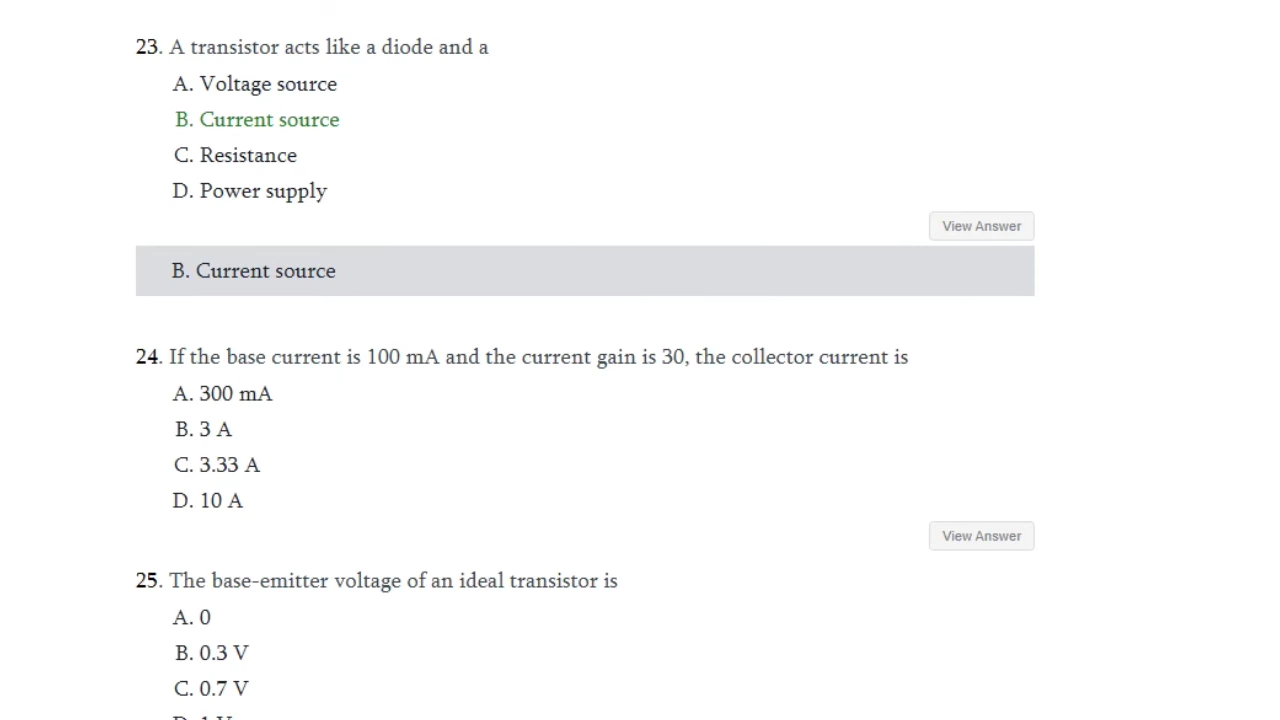 23. A transistor acts like a diode and a
A. Voltage source
B. Current source
C. Resistance
D. Power supply
View Answer
B. Current source
24. If the base current is 100 mA and the current gain is 30, the collector current is
A. 300 mA
B. 3 A
C. 3.33 A
D. 10 A
View Answer
25. The base-emitter voltage of an ideal transistor is
A. 0
B. 0.3 V
C. 0.7 V
D. 1 V